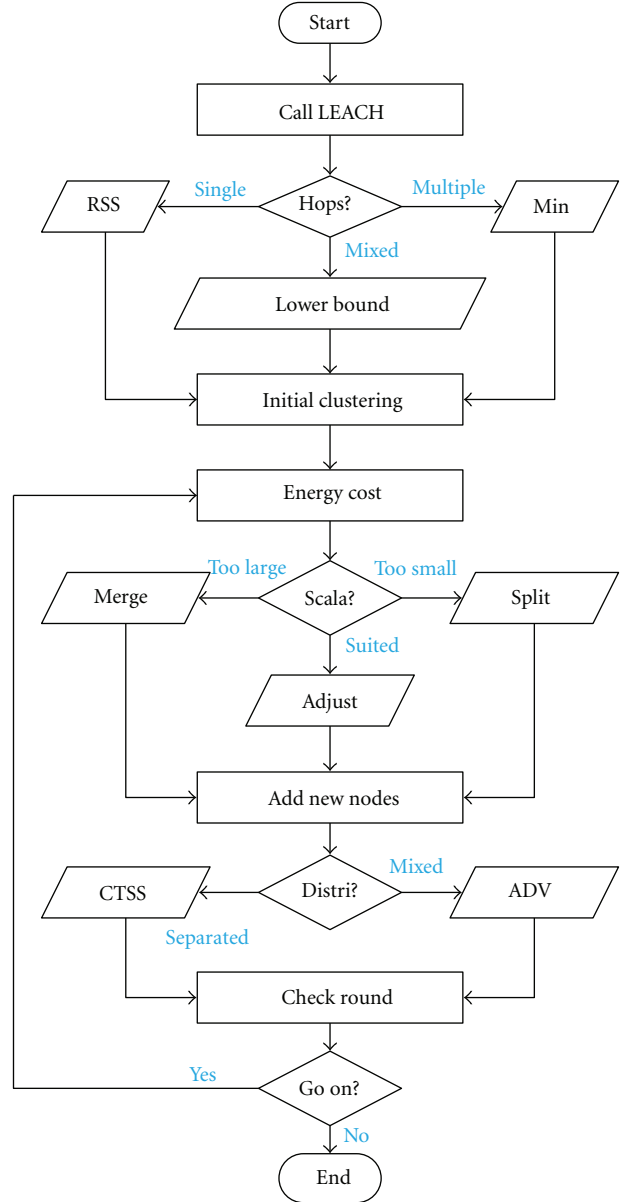 Start
Call LEACH
Single
Multiple
RSS
Hops?
Min
Mixed
Lower bound
Initial clustering
Energy cost
Too large
Too small
Merge
Scala?
Split
Suited
Adjust
Add new nodes
Mixed
CTSS
Distri?
ADV
Separated
Check round
Yes
Go on?
No
End